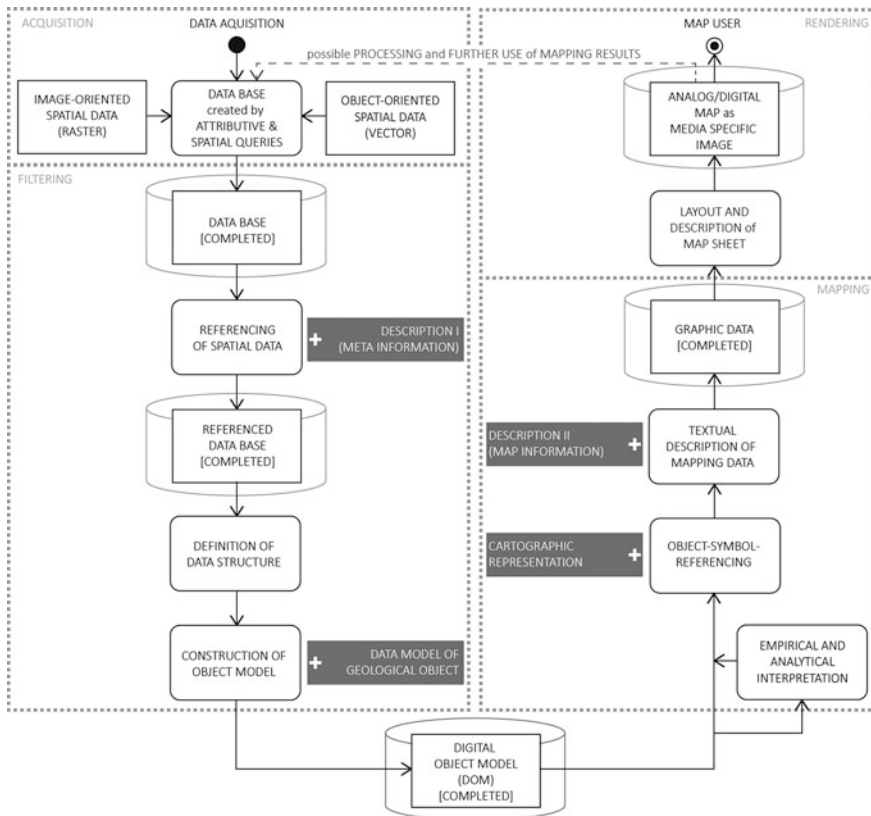 ACQUISITION
DATA AQUISITION
IMAGE-ORIENTED
SPATIAL DATA
(RASTER)
DATA BASE
created by
ATTRIBUTIVE &
SPATIAL QUERIES
OBJECT-ORIENTED
SPATIAL DATA
(VECTOR)
possible PROCESSING and FURTHER USE of MAPPING RESULTS
FILTERING
DATA BASE
[COMPLETED]
REFERENCING
OF SPATIAL DATA
+
DESCRIPTION I
(META INFORMATION)
REFERENCED
DATA BASE
[COMPLETED]
DEFINITION OF
DATA STRUCTURE
CONSTRUCTION OF
OBJECT MODEL
+
DATA MODEL OF
GEOLOGICAL OBJECT
DIGITAL
OBJECT MODEL
(DOM)
[COMPLETED]
MAP USER
RENDERING
ANALOG/DIGITAL
MAP as
MEDIA SPECIFIC
IMAGE
LAYOUT AND
DESCRIPTION of
MAP SHEET
MAPPING
GRAPHIC DATA
[COMPLETED]
DESCRIPTION II
(MAP INFORMATION)
+
TEXTUAL
DESCRIPTION OF
MAPPING DATA
CARTOGRAPHIC
REPRESENTATION
+
OBJECT-SYMBOL-
REFERENCING
EMPIRICAL AND
ANALYTICAL
INTERPRETATION